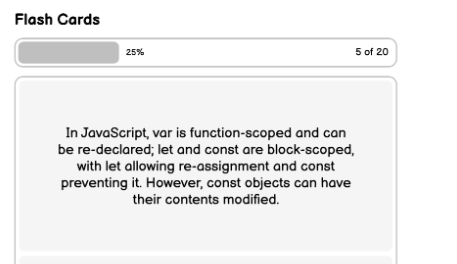 Flash Cards
25%
5 of 20
In JavaScript, var is function-scoped and can
be re-declared; let and const are block-scoped,
with let allowing re-assignment and const
preventing it. However, const objects can have
their contents modified.